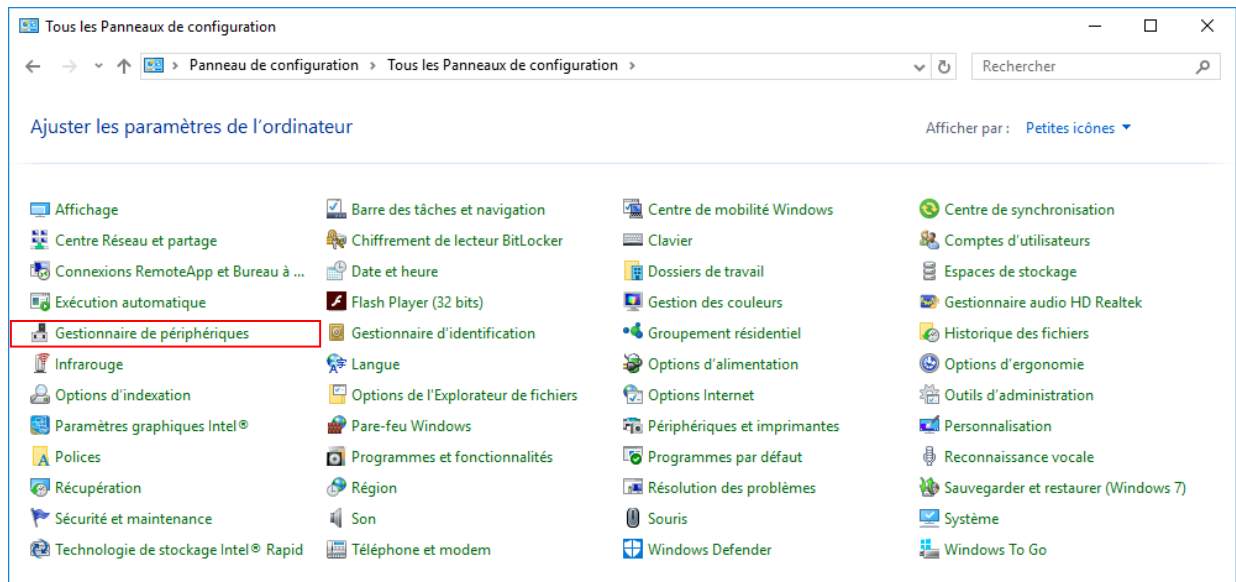 Tous les Panneaux de configuration
Panneau de configuration › Tous les Panneaux de configuration ›
Rechercher
Ajuster les paramètres de l'ordinateur
Afficher par : Petites icônes
Affichage
Barre des tâches et navigation
Centre de mobilité Windows
Centre de synchronisation
Centre Réseau et partage
Chiffrement de lecteur BitLocker
Clavier
Comptes d'utilisateurs
Connexions RemoteApp et Bureau à ...
Date et heure
Dossiers de travail
Espaces de stockage
Exécution automatique
Flash Player (32 bits)
Gestion des couleurs
Gestionnaire audio HD Realtek
Gestionnaire de périphériques
Gestionnaire d'identification
Groupement résidentiel
Historique des fichiers
Infrarouge
Langue
Options d'alimentation
Options d'ergonomie
Options d'indexation
Options de l'Explorateur de fichiers
Options Internet
Outils d'administration
Paramètres graphiques Intel®
Pare-feu Windows
Périphériques et imprimantes
Personnalisation
Polices
Programmes et fonctionnalités
Programmes par défaut
Reconnaissance vocale
Récupération
Région
Résolution des problèmes
Sauvegarder et restaurer (Windows 7)
Sécurité et maintenance
Son
Souris
Système
Technologie de stockage Intel® Rapid
Téléphone et modem
Windows Defender
Windows To Go